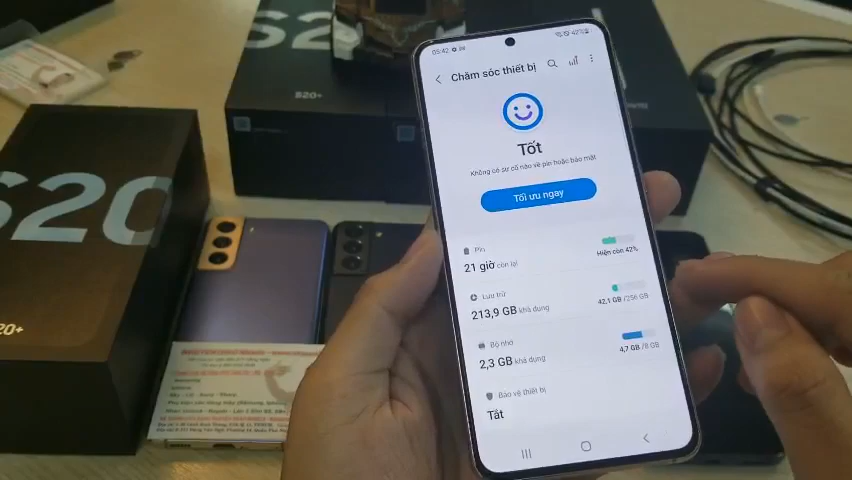 S20
S20+
S20
20+
05:42
42%
Chăm sóc thiết bị
Tốt
Không có sự cố nào về pin hoặc bảo mật
Tối ưu ngay
Pin
21 giờ còn lại
Hiện còn 42%
Lưu trữ
213,9 GB khả dụng
42,1 GB /256 GB
Bộ nhớ
2,3 GB khả dụng
4,7 GB /8 GB
Bảo vệ thiết bị
Tắt